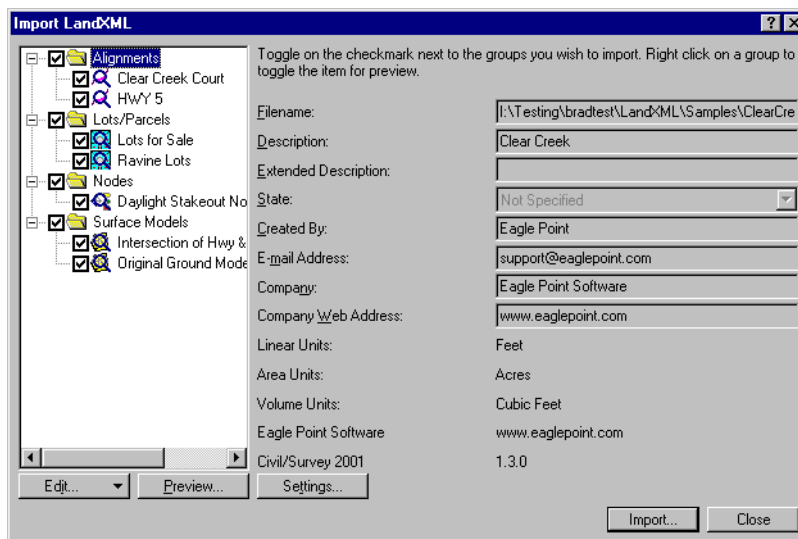 Import LandXML
Alignments
Clear Creek Court
HWY 5
Lots/Parcels
Lots for Sale
Ravine Lots
Nodes
Daylight Stakeout No
Surface Models
Intersection of Hwy &
Original Ground Mode
Toggle on the checkmark next to the groups you wish to import. Right click on a group to
toggle the item for preview.
Filename: I:\Testing\bradtest\LandXML\Samples\ClearCre
Description: Clear Creek
Extended Description:
State: Not Specified
Created By: Eagle Point
E-mail Address: support@eaglepoint.com
Company: Eagle Point Software
Company Web Address: www.eaglepoint.com
Linear Units: Feet
Area Units: Acres
Volume Units: Cubic Feet
Eagle Point Software www.eaglepoint.com
Civil/Survey 2001 1.3.0
Edit... Preview... Settings...
Import... Close